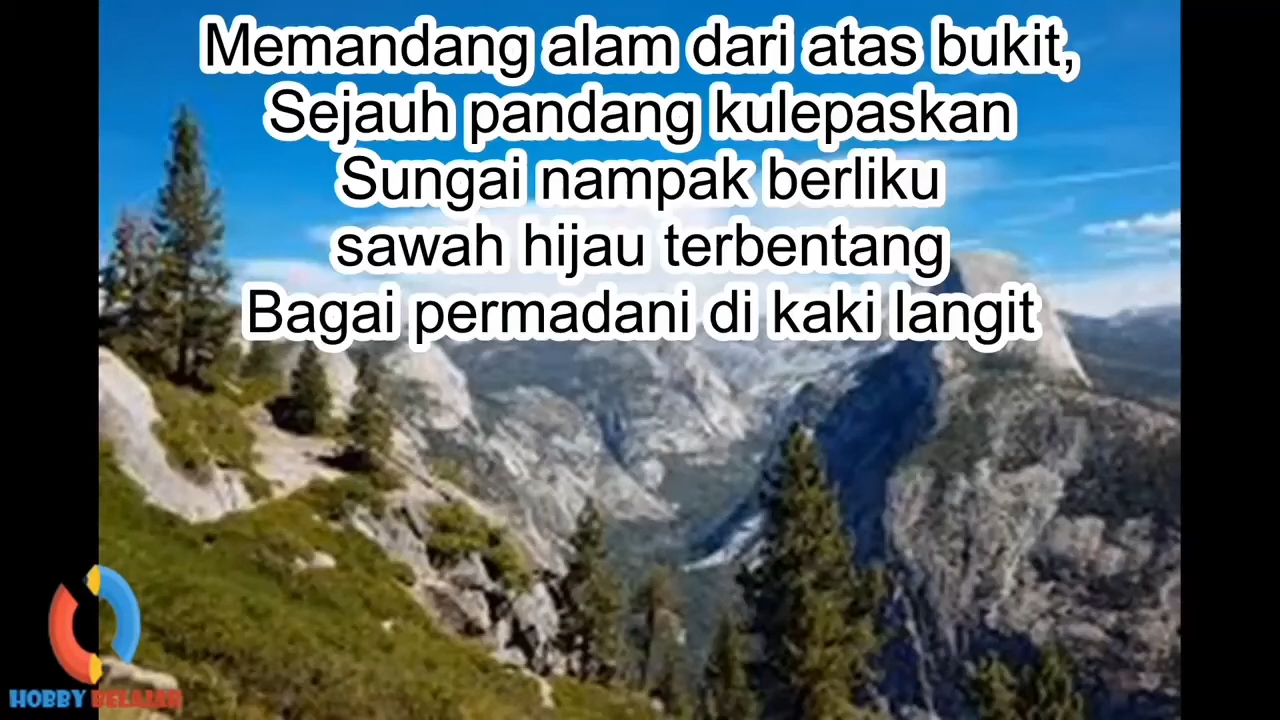 Memandang alam dari atas bukit,
Sejauh pandang kulepaskan
Sungai nampak berliku
sawah hijau terbentang
Bagai permadani di kaki langit
HOBBY BELAJAR